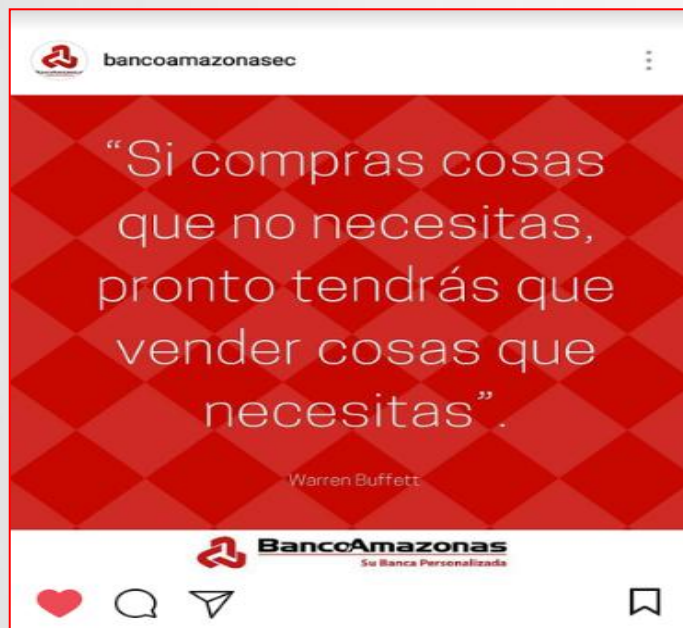 bancoamazonasec
“Si compras cosas
que no necesitas,
pronto tendrás que
vender cosas que
necesitas”.
Warren Buffett
BancoAmazonas
Su Banca Personalizada